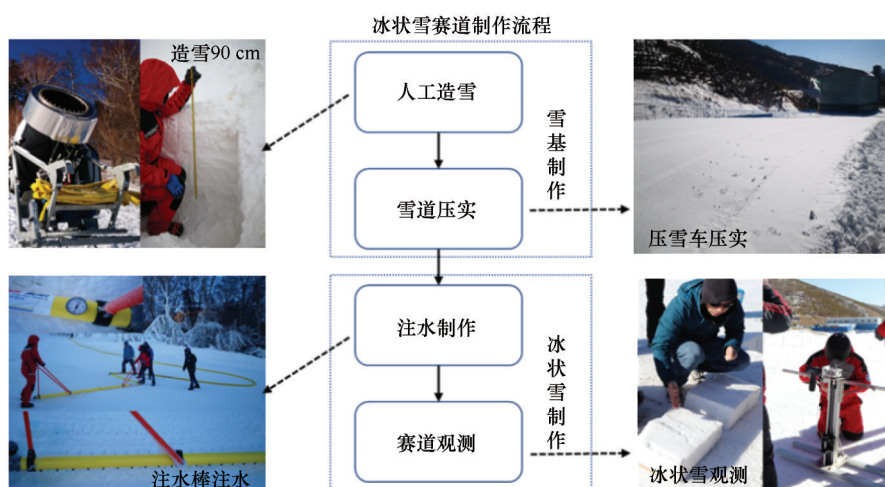 冰状雪赛道制作流程
造雪90 cm
人工造雪
雪基制作
雪道压实
压雪车压实
注水制作
冰状雪制作
赛道观测
注水棒注水
冰状雪观测